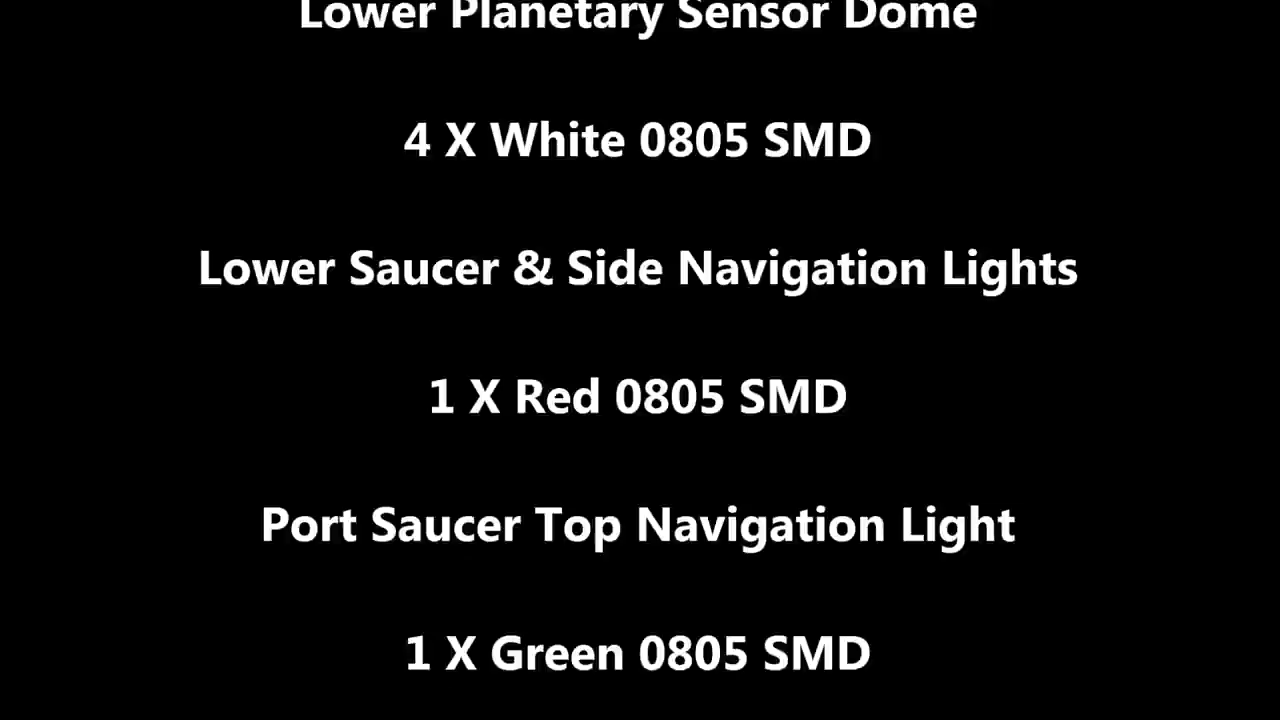 Lower Planetary Sensor Dome
4 X White 0805 SMD
Lower Saucer & Side Navigation Lights
1 X Red 0805 SMD
Port Saucer Top Navigation Light
1 X Green 0805 SMD